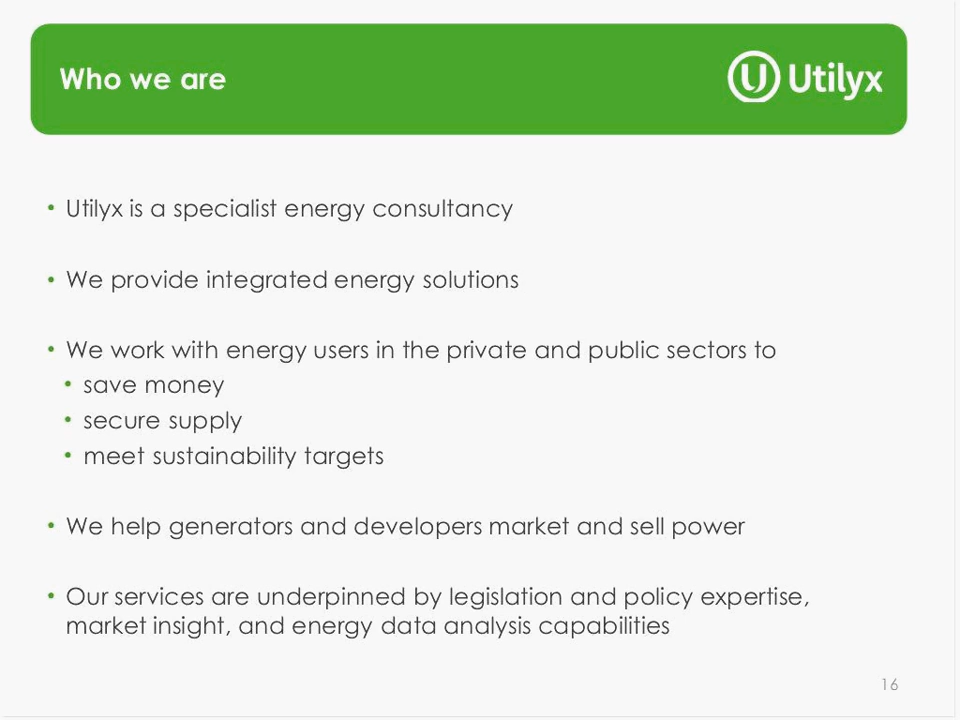 Who we are
Utilyx
• Utilyx is a specialist energy consultancy
• We provide integrated energy solutions
• We work with energy users in the private and public sectors to
• save money
• secure supply
• meet sustainability targets
• We help generators and developers market and sell power
• Our services are underpinned by legislation and policy expertise,
market insight, and energy data analysis capabilities
16